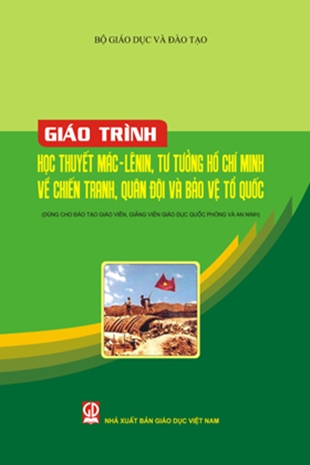 BỘ GIÁO DỤC VÀ ĐÀO TẠO
GIÁO TRÌNH
HỌC THUYẾT MÁC-LÊNIN, TƯ TƯỞNG HỒ CHÍ MINH
VỀ CHIẾN TRANH, QUÂN ĐỘI VÀ BẢO VỆ TỔ QUỐC
(DÙNG CHO ĐÀO TẠO GIÁO VIÊN, GIẢNG VIÊN GIÁO DỤC QUỐC PHÒNG VÀ AN NINH)
NHÀ XUẤT BẢN GIÁO DỤC VIỆT NAM